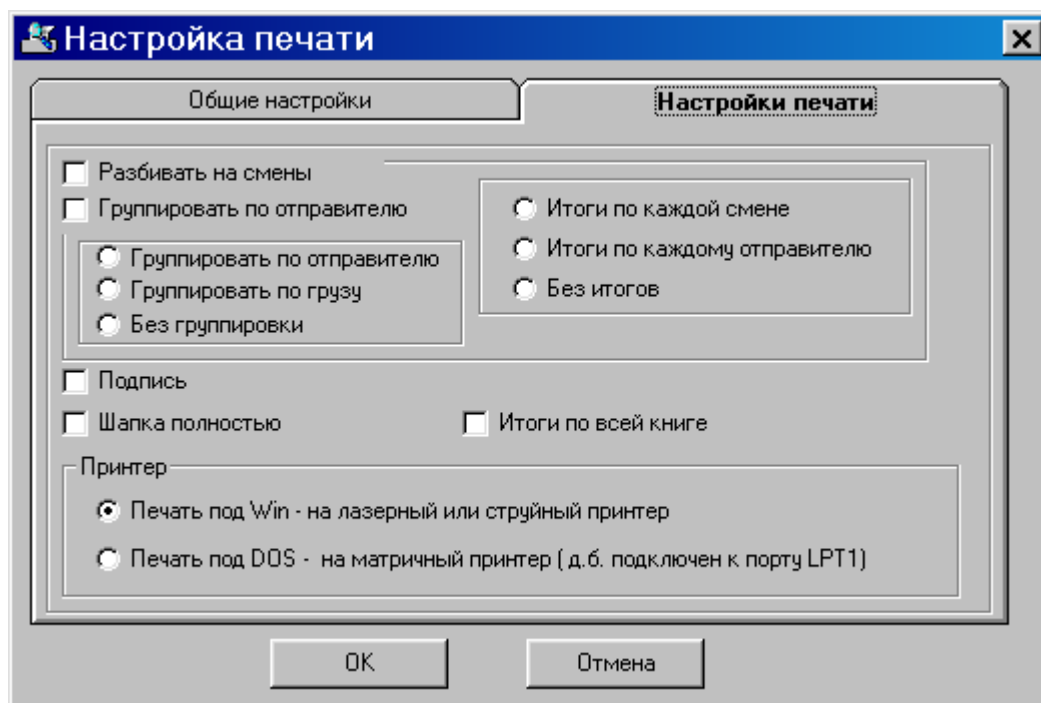 Настройка печати
Общие настройки
Настройки печати
Разбивать на смены
Группировать по отправителю
Группировать по отправителю
Группировать по грузу
Без группировки
Итоги по каждой смене
Итоги по каждому отправителю
Без итогов
Подпись
Шапка полностью
Итоги по всей книге
Принтер
Печать под Win - на лазерный или струйный принтер
Печать под DOS - на матричный принтер ( д.б. подключен к порту LPT1)
OK
Отмена